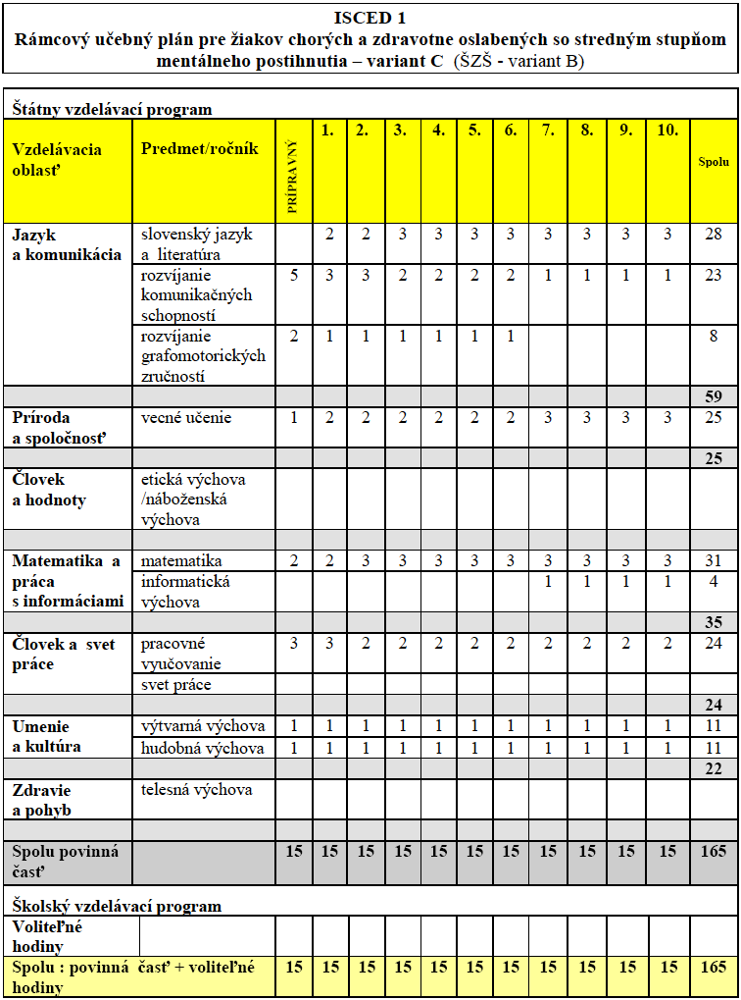 ISCED 1
Rámcový učebný plán pre žiakov chorých a zdravotne oslabených so stredným stupňom
mentálneho postihnutia – variant C (ŠZŠ - variant B)
Štátny vzdelávací program
Vzdelávacia oblasť Predmet/ročník PRÍPRAVNÝ 1. 2. 3. 4. 5. 6. 7. 8. 9. 10. Spolu
Jazyk a komunikácia
slovenský jazyk a literatúra 2 2 3 3 3 3 3 3 3 3 28
rozvíjanie komunikačných schopností 5 3 3 2 2 2 2 1 1 1 1 23
rozvíjanie grafomotorických zručností 2 1 1 1 1 1 1 8
59
Príroda a spoločnosť
vecné učenie 1 2 2 2 2 2 2 3 3 3 3 25
25
Človek a hodnoty
etická výchova /náboženská výchova
Matematika a práca s informáciami
matematika 2 2 3 3 3 3 3 3 3 3 3 31
informatická výchova 1 1 1 1 4
35
Človek a svet práce
pracovné vyučovanie 3 3 2 2 2 2 2 2 2 2 2 24
svet práce
24
Umenie a kultúra
výtvarná výchova 1 1 1 1 1 1 1 1 1 1 1 11
hudobná výchova 1 1 1 1 1 1 1 1 1 1 1 11
22
Zdravie a pohyb
telesná výchova
Spolu povinná časť 15 15 15 15 15 15 15 15 15 15 15 165
Školský vzdelávací program
Voliteľné hodiny
Spolu : povinná časť + voliteľné hodiny 15 15 15 15 15 15 15 15 15 15 15 165